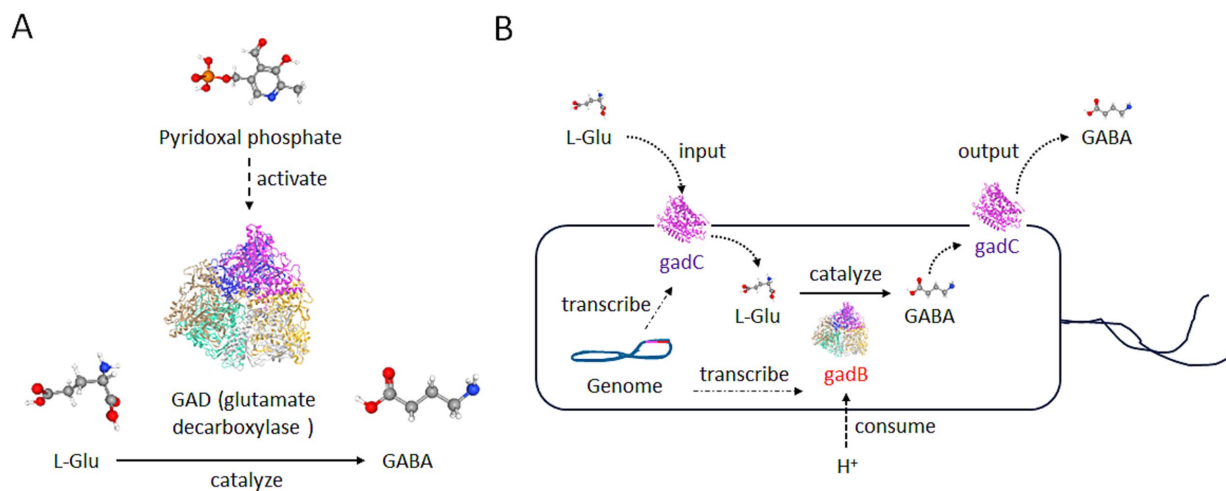 A
Pyridoxal phosphate
activate
GAD (glutamate
decarboxylase )
L-Glu
GABA
catalyze
B
L-Glu
input
output
GABA
gadC
gadC
catalyze
transcribe
L-Glu
GABA
Genome
transcribe
gadB
consume
H⁺